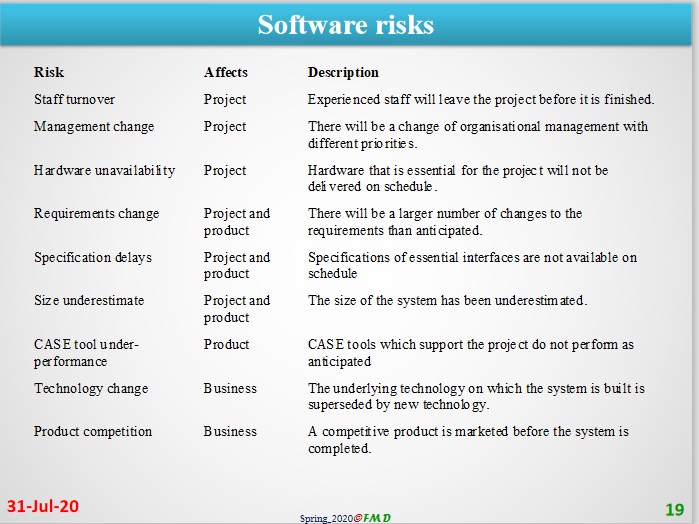 Software risks
Risk Affects Description
Staff turnover Project Experienced staff will leave the project before it is finished.
Management change Project There will be a change of organisational management with
different priorities.
Hardware unavailability Project Hardware that is essential for the project will not be
delivered on schedule.
Requirements change Project and There will be a larger number of changes to the
product requirements than anticipated.
Specification delays Project and Specifications of essential interfaces are not available on
product schedule
Size underestimate Project and The size of the system has been underestimated.
product
CASE tool under- Product CASE tools which support the project do not perform as
performance anticipated
Technology change Business The underlying technology on which the system is built is
superseded by new technology.
Product competition Business A competitive product is marketed before the system is
completed.
31-Jul-20 Spring_2020©FMD 19